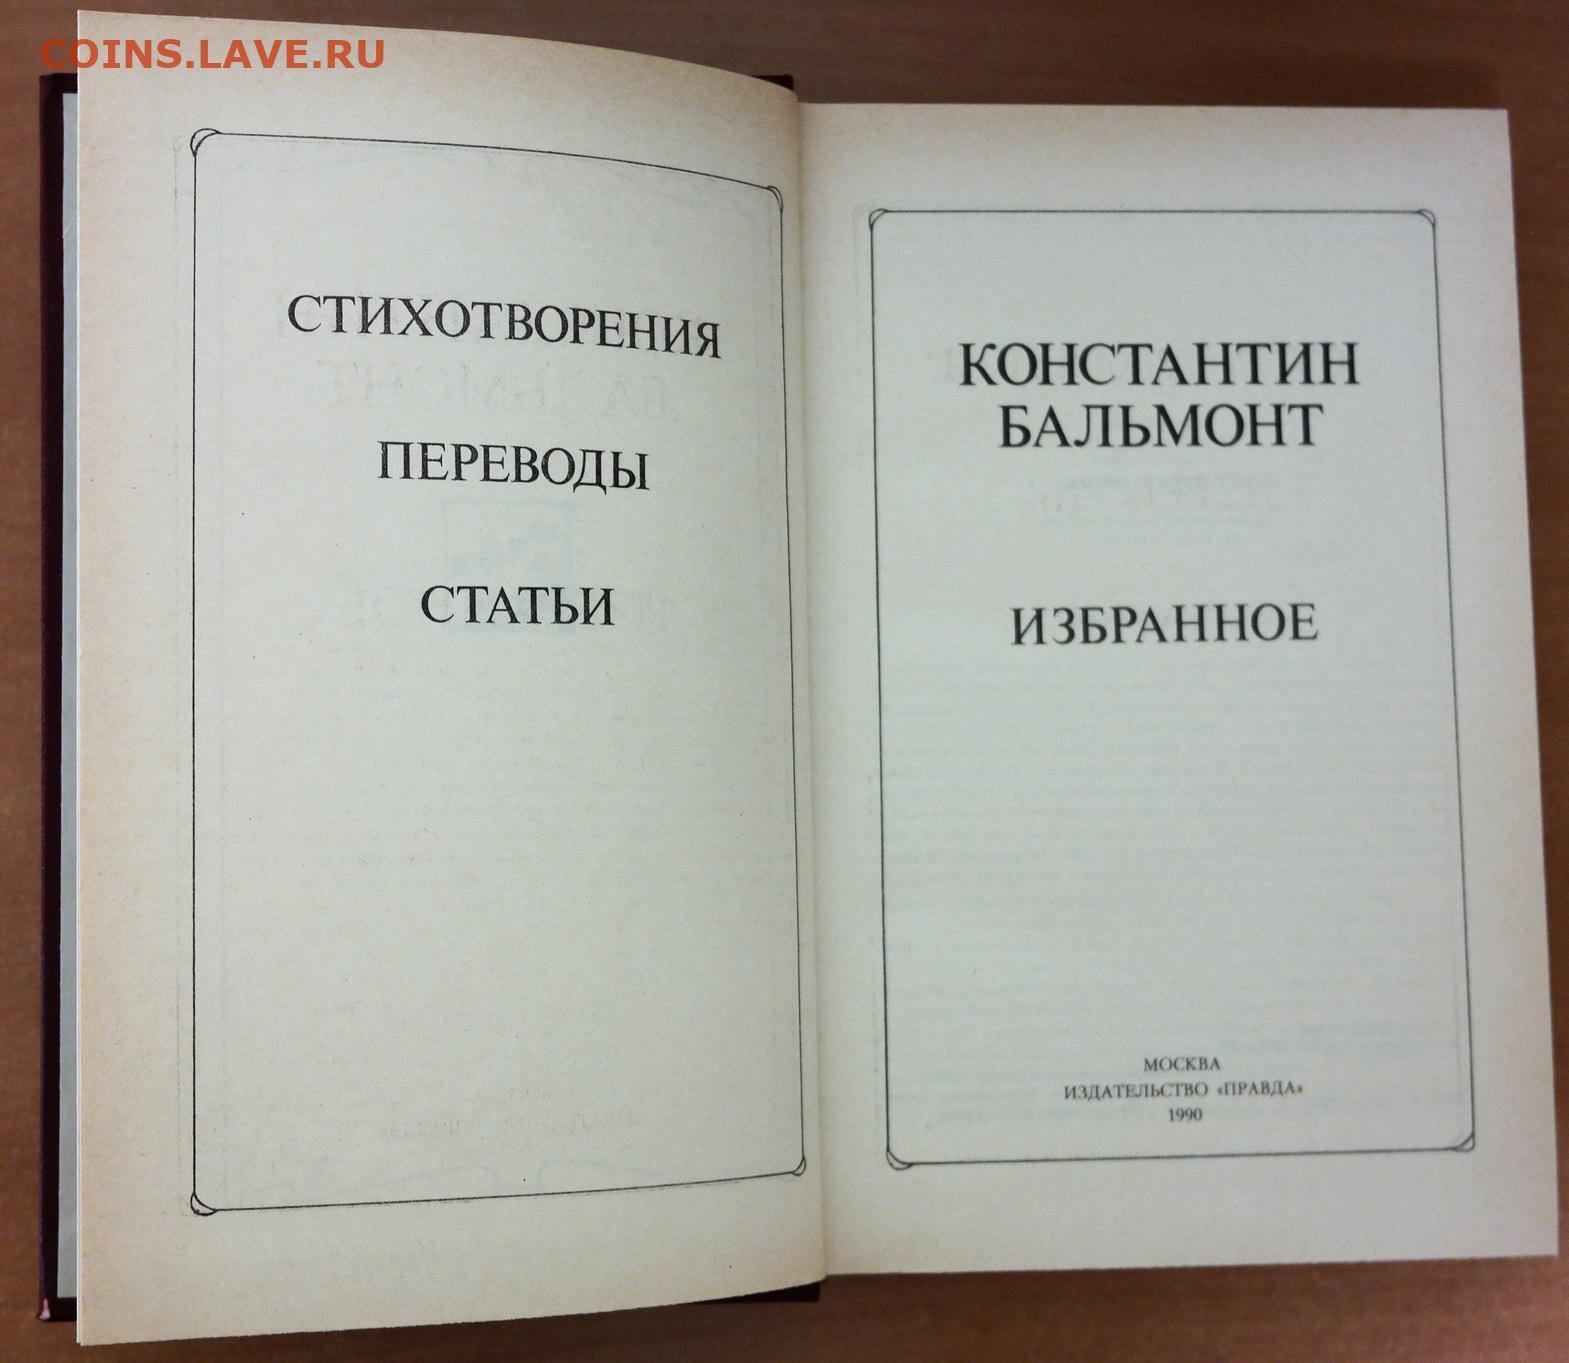 COINS.LAVE.RU
СТИХОТВОРЕНИЯ
ПЕРЕВОДЫ
СТАТЬИ
КОНСТАНТИН
БАЛЬМОНТ
ИЗБРАННОЕ
МОСКВА
ИЗДАТЕЛЬСТВО «ПРАВДА»
1990